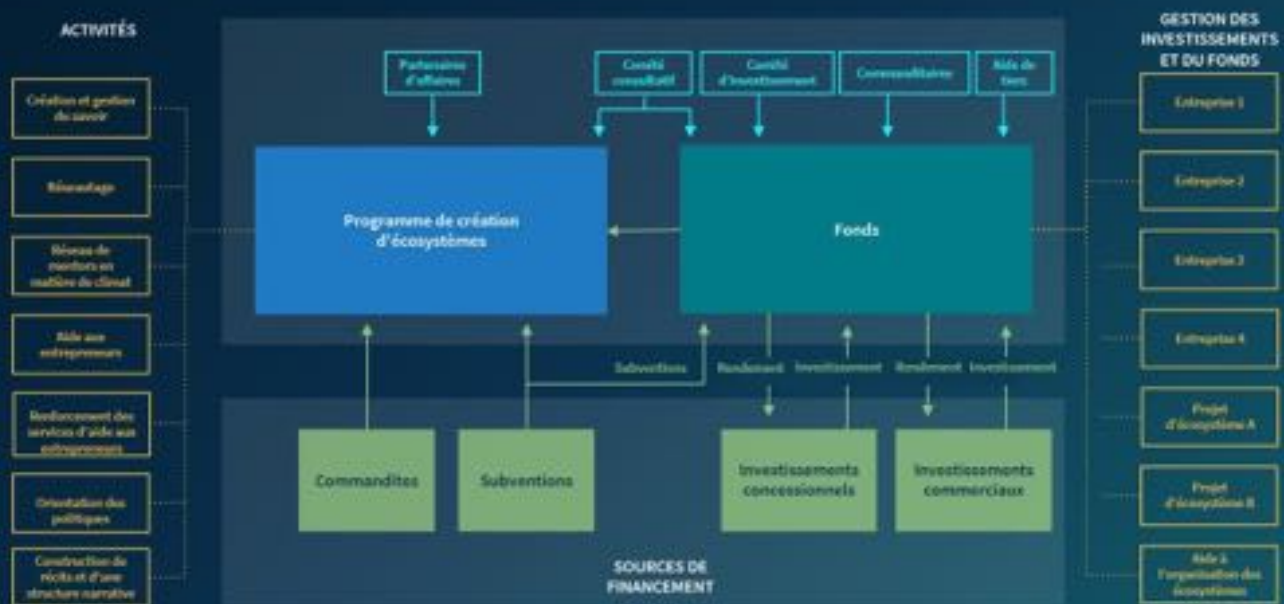 ACTIVITÉS
Création et gestion
du savoir
Réseautage
Réseau de
mentors en
matière de climat
Aide aux
entrepreneurs
Renforcement des
services d'aide aux
entrepreneurs
Orientation des
politiques
Construction de
récits et d'une
structure narrative
Partenaires
d'affaires
Comité
consultatif
Comité
d'investissement
Commanditaires
Aide de
tiers
Programme de création
d'écosystèmes
Fonds
Subventions
Rendement
Investissement
Rendement
Investissement
Commandites
Subventions
Investissements
concessionnels
Investissements
commerciaux
SOURCES DE
FINANCEMENT
GESTION DES
INVESTISSEMENTS
ET DU FONDS
Entreprise 1
Entreprise 2
Entreprise 3
Entreprise 4
Projet
d'écosystème A
Projet
d'écosystème B
Aide à
l'organisation des
écosystèmes